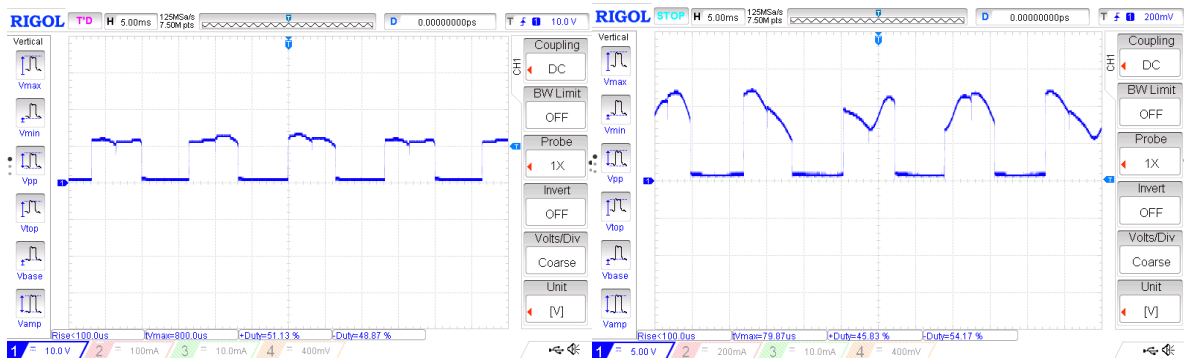 RIGOL T'D H 5.00ms 125MSa/s 7.50M pts D 0.00000000ps T 1 10.0 V
Vertical
Vmax
Vmin
Vpp
Vtop
Vbase
Vamp
T
T
1
CH1
Coupling
DC
BW Limit
OFF
Probe
1X
Invert
OFF
Volts/Div
Coarse
Unit
[V]
Rise<100.0us tVmax=800.0us +Duty=51.13 % -Duty=48.87 %
1 = 10.0 V 2 = 100mA 3 = 10.0mA 4 = 400mV
RIGOL STOP H 5.00ms 125MSa/s 7.50M pts D 0.00000000ps T 1 200mV
Vertical
Vmax
Vmin
Vpp
Vtop
Vbase
Vamp
T
T
1
CH1
Coupling
DC
BW Limit
OFF
Probe
1X
Invert
OFF
Volts/Div
Coarse
Unit
[V]
Rise<100.0us tVmax=79.87us +Duty=45.83 % -Duty=54.17 %
1 = 5.00 V 2 = 200mA 3 = 10.0mA 4 = 400mV